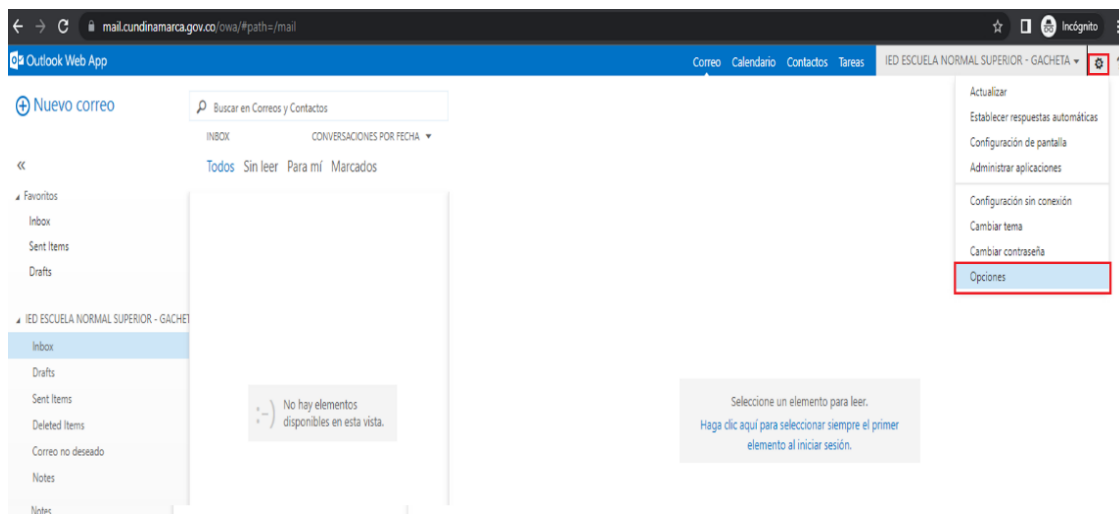 mail.cundinamarca.gov.co/owa/#path=/mail
Incógnito
Outlook Web App
Correo Calendario Contactos Tareas IED ESCUELA NORMAL SUPERIOR - GACHETA
Nuevo correo
Buscar en Correos y Contactos
INBOX CONVERSACIONES POR FECHA
Todos Sin leer Para mí Marcados
Favoritos
Inbox
Sent Items
Drafts
IED ESCUELA NORMAL SUPERIOR - GACHET
Inbox
Drafts
Sent Items
Deleted Items
Correo no deseado
Notes
Notes
:-) No hay elementos
disponibles en esta vista.
Seleccione un elemento para leer.
Haga clic aquí para seleccionar siempre el primer
elemento al iniciar sesión.
Actualizar
Establecer respuestas automáticas
Configuración de pantalla
Administrar aplicaciones
Configuración sin conexión
Cambiar tema
Cambiar contraseña
Opciones